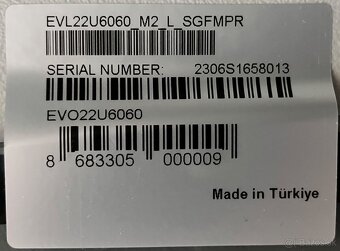 EVL22U6060_M2_L_SGFMPR
SERIAL NUMBER: 2306S1658013
EVO22U6060
8 683305 000009
Made in Türkiye